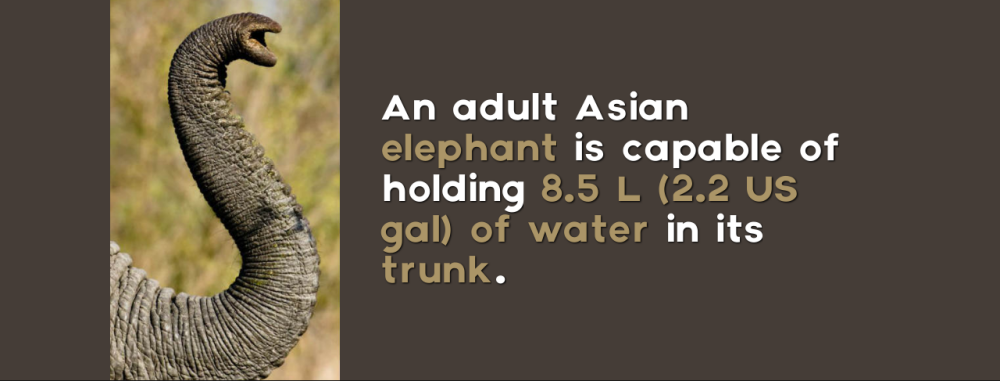 An adult Asian
elephant is capable of
holding 8.5 L (2.2 US
gal) of water in its
trunk.